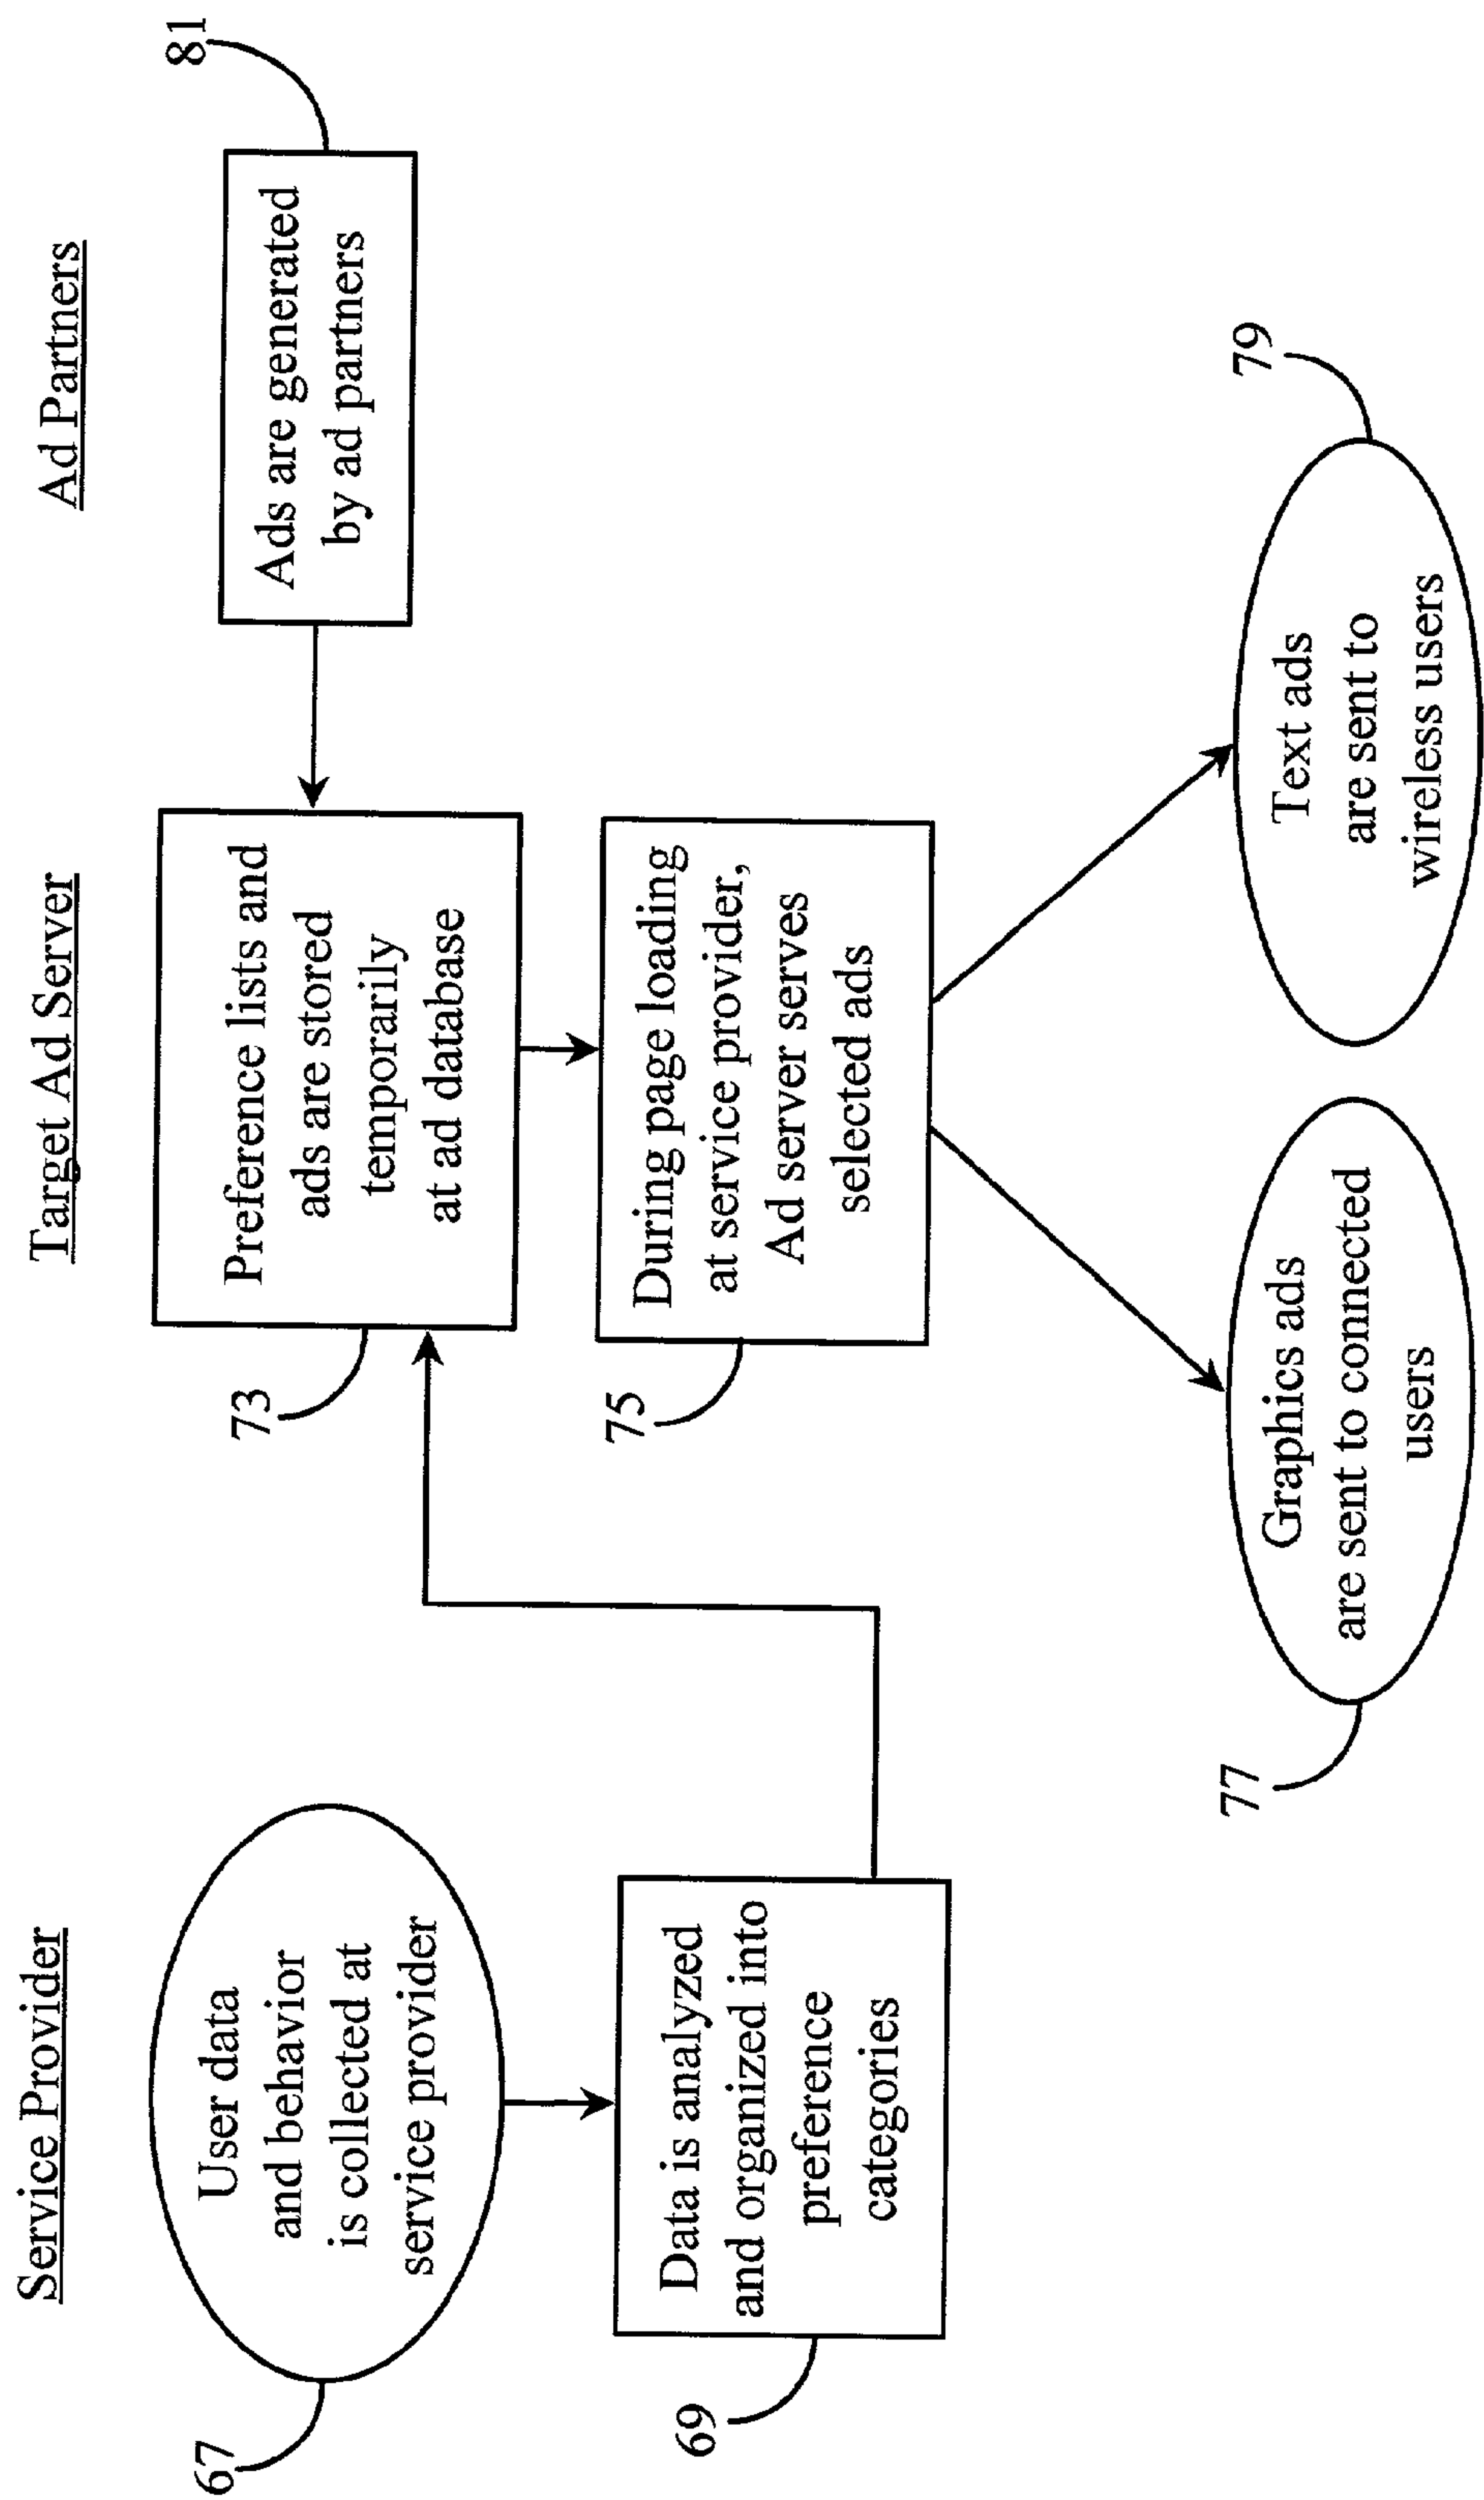 Service Provider
Target Ad Server
Ad Partners
67
User data
and behavior
is collected at
service provider
69
Data is analyzed
and organized into
preference
categories
73
Preference lists and
ads are stored
temporarily
at ad database
75
During page loading
at service provider,
Ad server serves
selected ads
81
Ads are generated
by ad partners
77
Graphics ads
are sent to connected
users
79
Text ads
are sent to
wireless users